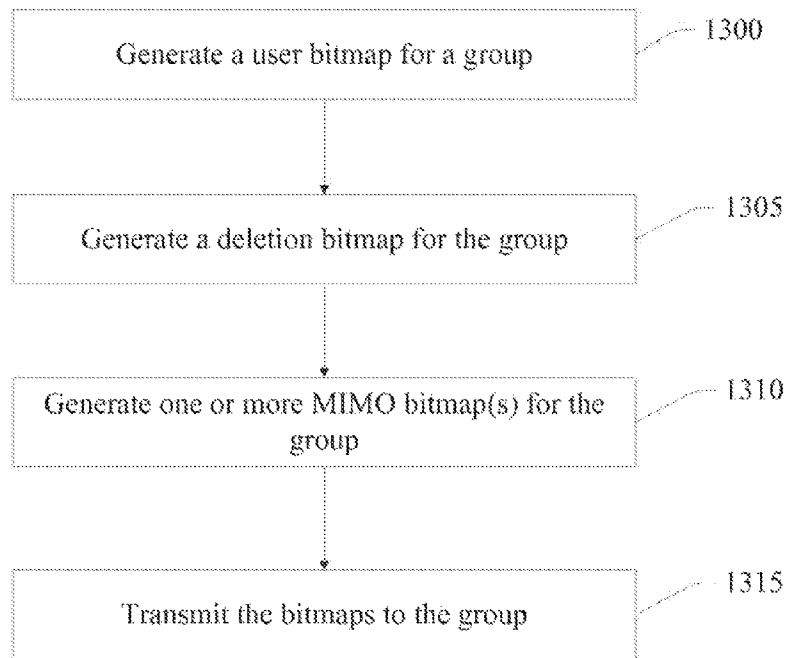 Generate a user bitmap for a group
1300
Generate a deletion bitmap for the group
1305
Generate one or more MIMO bitmap(s) for the
group
1310
Transmit the bitmaps to the group
1315